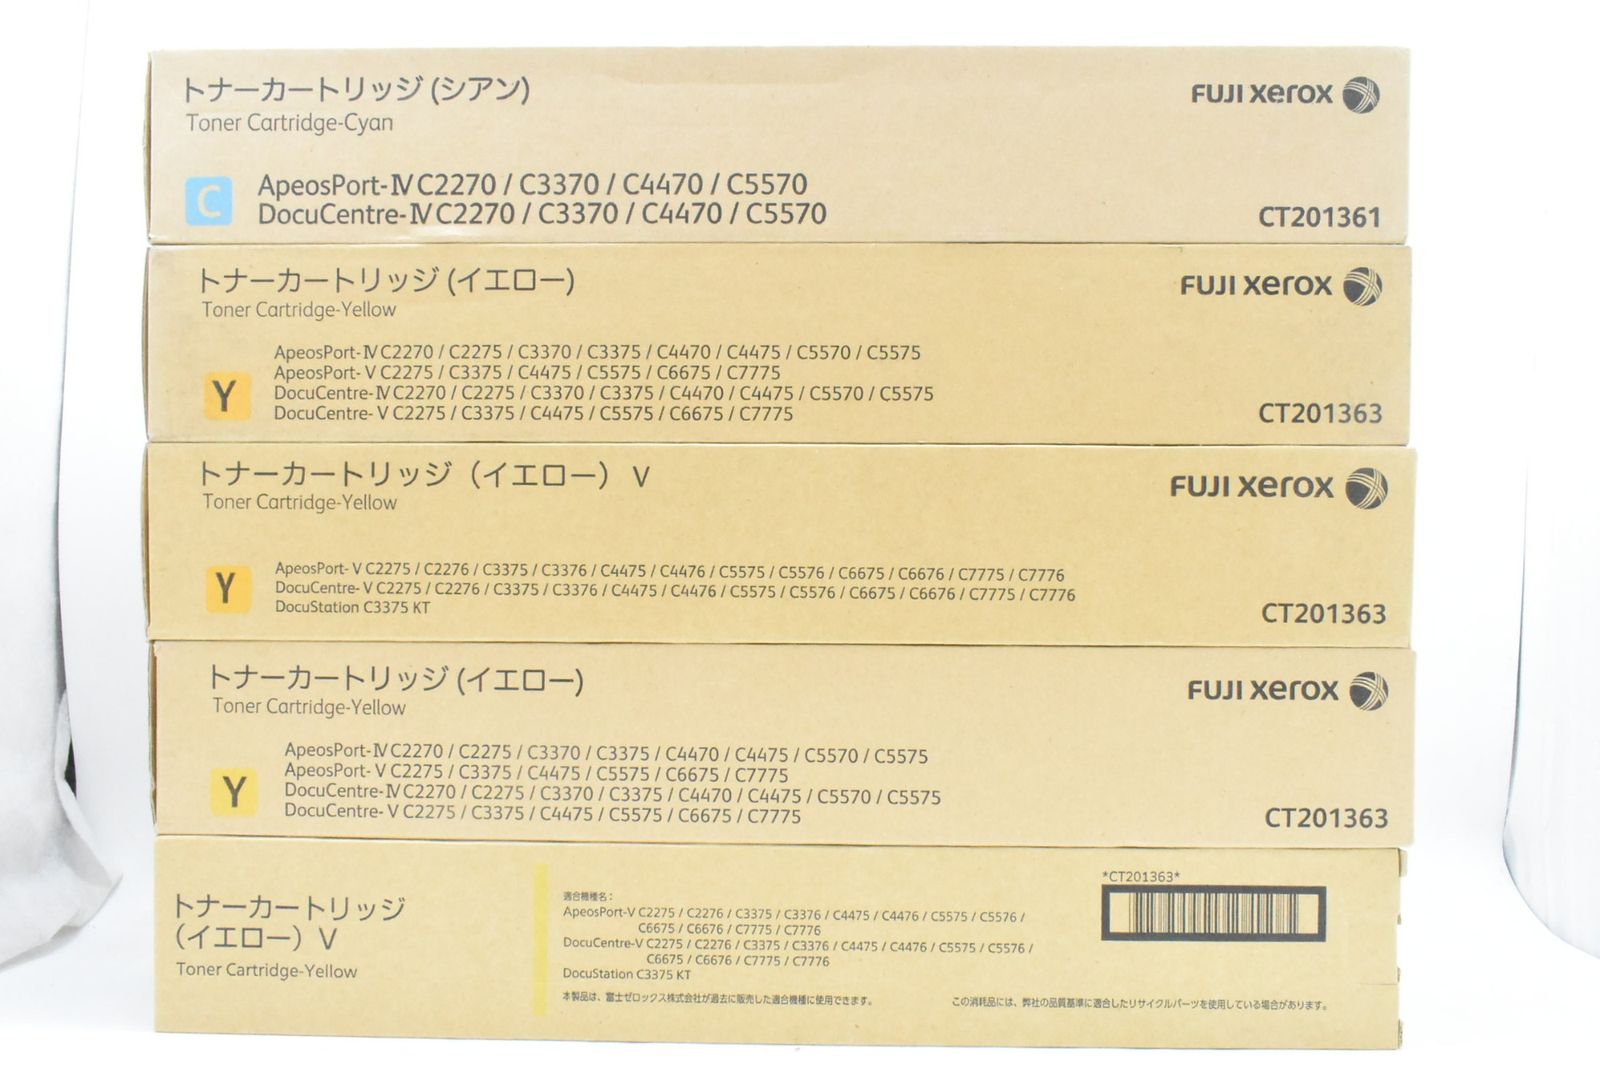 トナーカートリッジ (シアン)
Toner Cartridge-Cyan
FUJI xerox
C
ApeosPort-Ⅳ C2270 / C3370 / C4470 / C5570
DocuCentre-Ⅳ C2270 / C3370 / C4470 / C5570
CT201361
トナーカートリッジ (イエロー)
Toner Cartridge-Yellow
FUJI xerox
Y
ApeosPort-Ⅳ C2270 / C2275 / C3370 / C3375 / C4470 / C4475 / C5570 / C5575
ApeosPort-Ⅴ C2275 / C3375 / C4475 / C5575 / C6675 / C7775
DocuCentre-Ⅳ C2270 / C2275 / C3370 / C3375 / C4470 / C4475 / C5570 / C5575
DocuCentre-Ⅴ C2275 / C3375 / C4475 / C5575 / C6675 / C7775
CT201363
トナーカートリッジ（イエロー）Ⅴ
Toner Cartridge-Yellow
FUJI xerox
Y
ApeosPort-Ⅴ C2275 / C2276 / C3375 / C3376 / C4475 / C4476 / C5575 / C5576 / C6675 / C6676 / C7775 / C7776
DocuCentre-Ⅴ C2275 / C2276 / C3375 / C3376 / C4475 / C4476 / C5575 / C5576 / C6675 / C6676 / C7775 / C7776
DocuStation C3375 KT
CT201363
トナーカートリッジ (イエロー)
Toner Cartridge-Yellow
FUJI xerox
Y
ApeosPort-Ⅳ C2270 / C2275 / C3370 / C3375 / C4470 / C4475 / C5570 / C5575
ApeosPort-Ⅴ C2275 / C3375 / C4475 / C5575 / C6675 / C7775
DocuCentre-Ⅳ C2270 / C2275 / C3370 / C3375 / C4470 / C4475 / C5570 / C5575
DocuCentre-Ⅴ C2275 / C3375 / C4475 / C5575 / C6675 / C7775
CT201363
トナーカートリッジ
（イエロー）Ⅴ
Toner Cartridge-Yellow
適合機種名：
ApeosPort-Ⅴ C2275 / C2276 / C3375 / C3376 / C4475 / C4476 / C5575 / C5576 /
C6675 / C6676 / C7775 / C7776
DocuCentre-Ⅴ C2275 / C2276 / C3375 / C3376 / C4475 / C4476 / C5575 / C5576 /
C6675 / C6676 / C7775 / C7776
DocuStation C3375 KT
本製品は、富士ゼロックス株式会社が過去に販売した適合機種に使用できます。
*CT201363*
この消耗品には、弊社の品質基準に適合したリサイクルパーツを使用している場合があります。